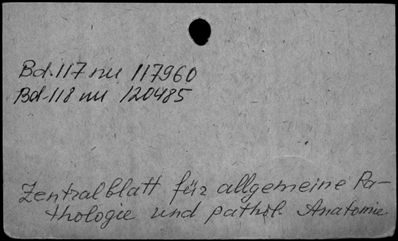 Bd.117 nu 117960
Bd.118 nu 120485
Zentralblatt für allgemeine Pa-
thologie und pathol. Anatomie